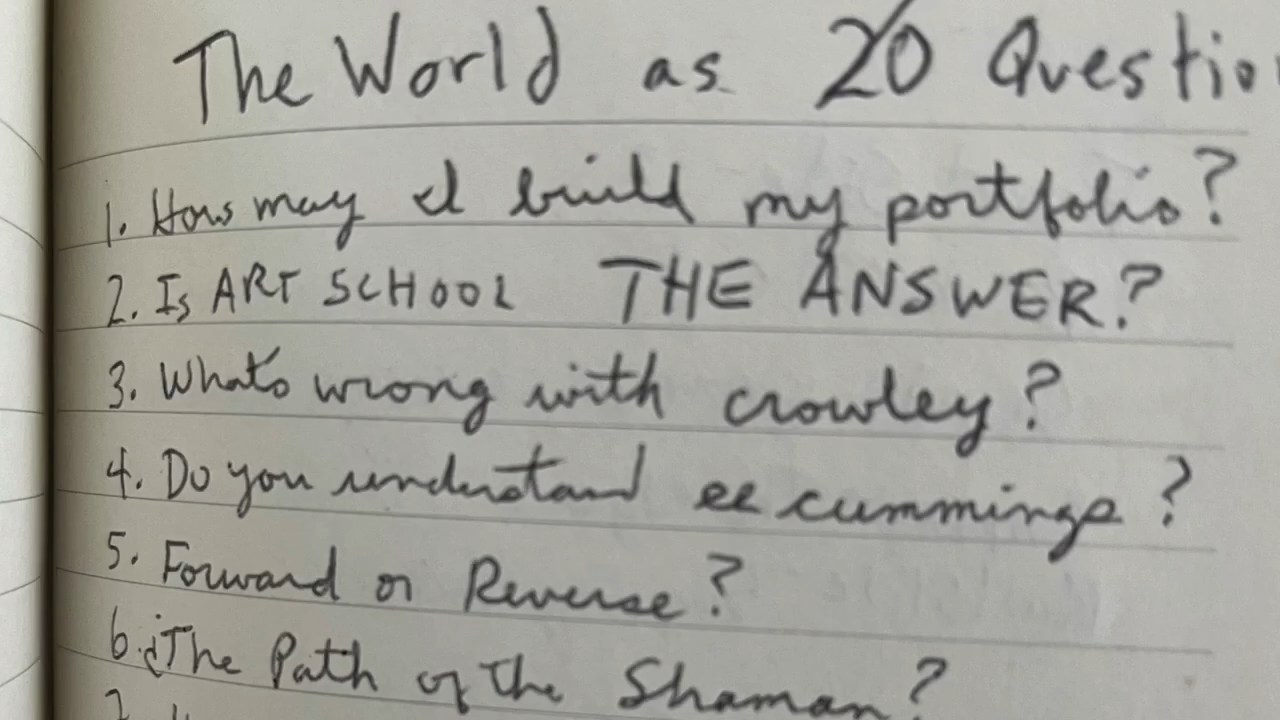 The World as 20 Questio
1. How may I build my portfolio?
2. Is ART SCHOOL THE ANSWER?
3. What's wrong with crowley?
4. Do you understand ee cummings?
5. Forward or Reverse?
6. ¿The Path of the Shaman?
7.